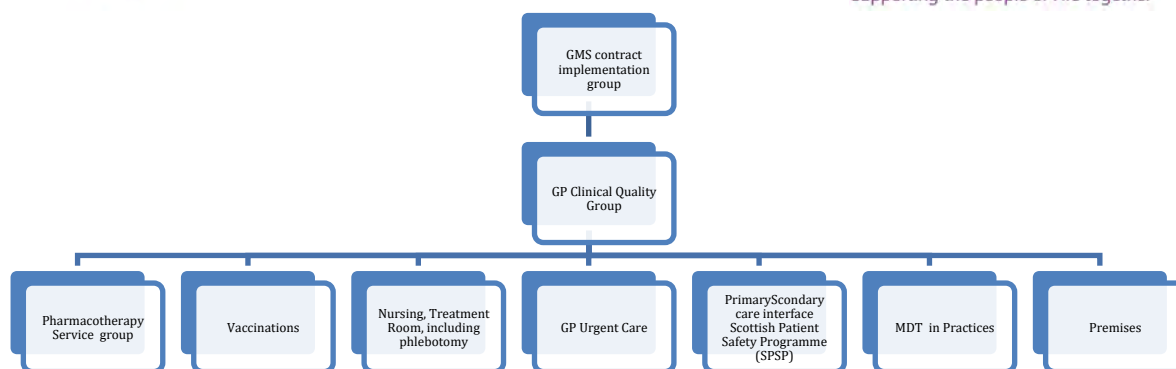 GMS contract
implementation
group
GP Clinical Quality
Group
Pharmacotherapy
Service group
Vaccinations
Nursing, Treatment
Room, including
phlebotomy
GP Urgent Care
PrimaryScondary
care interface
Scottish Patient
Safety Programme
(SPSP)
MDT in Practices
Premises